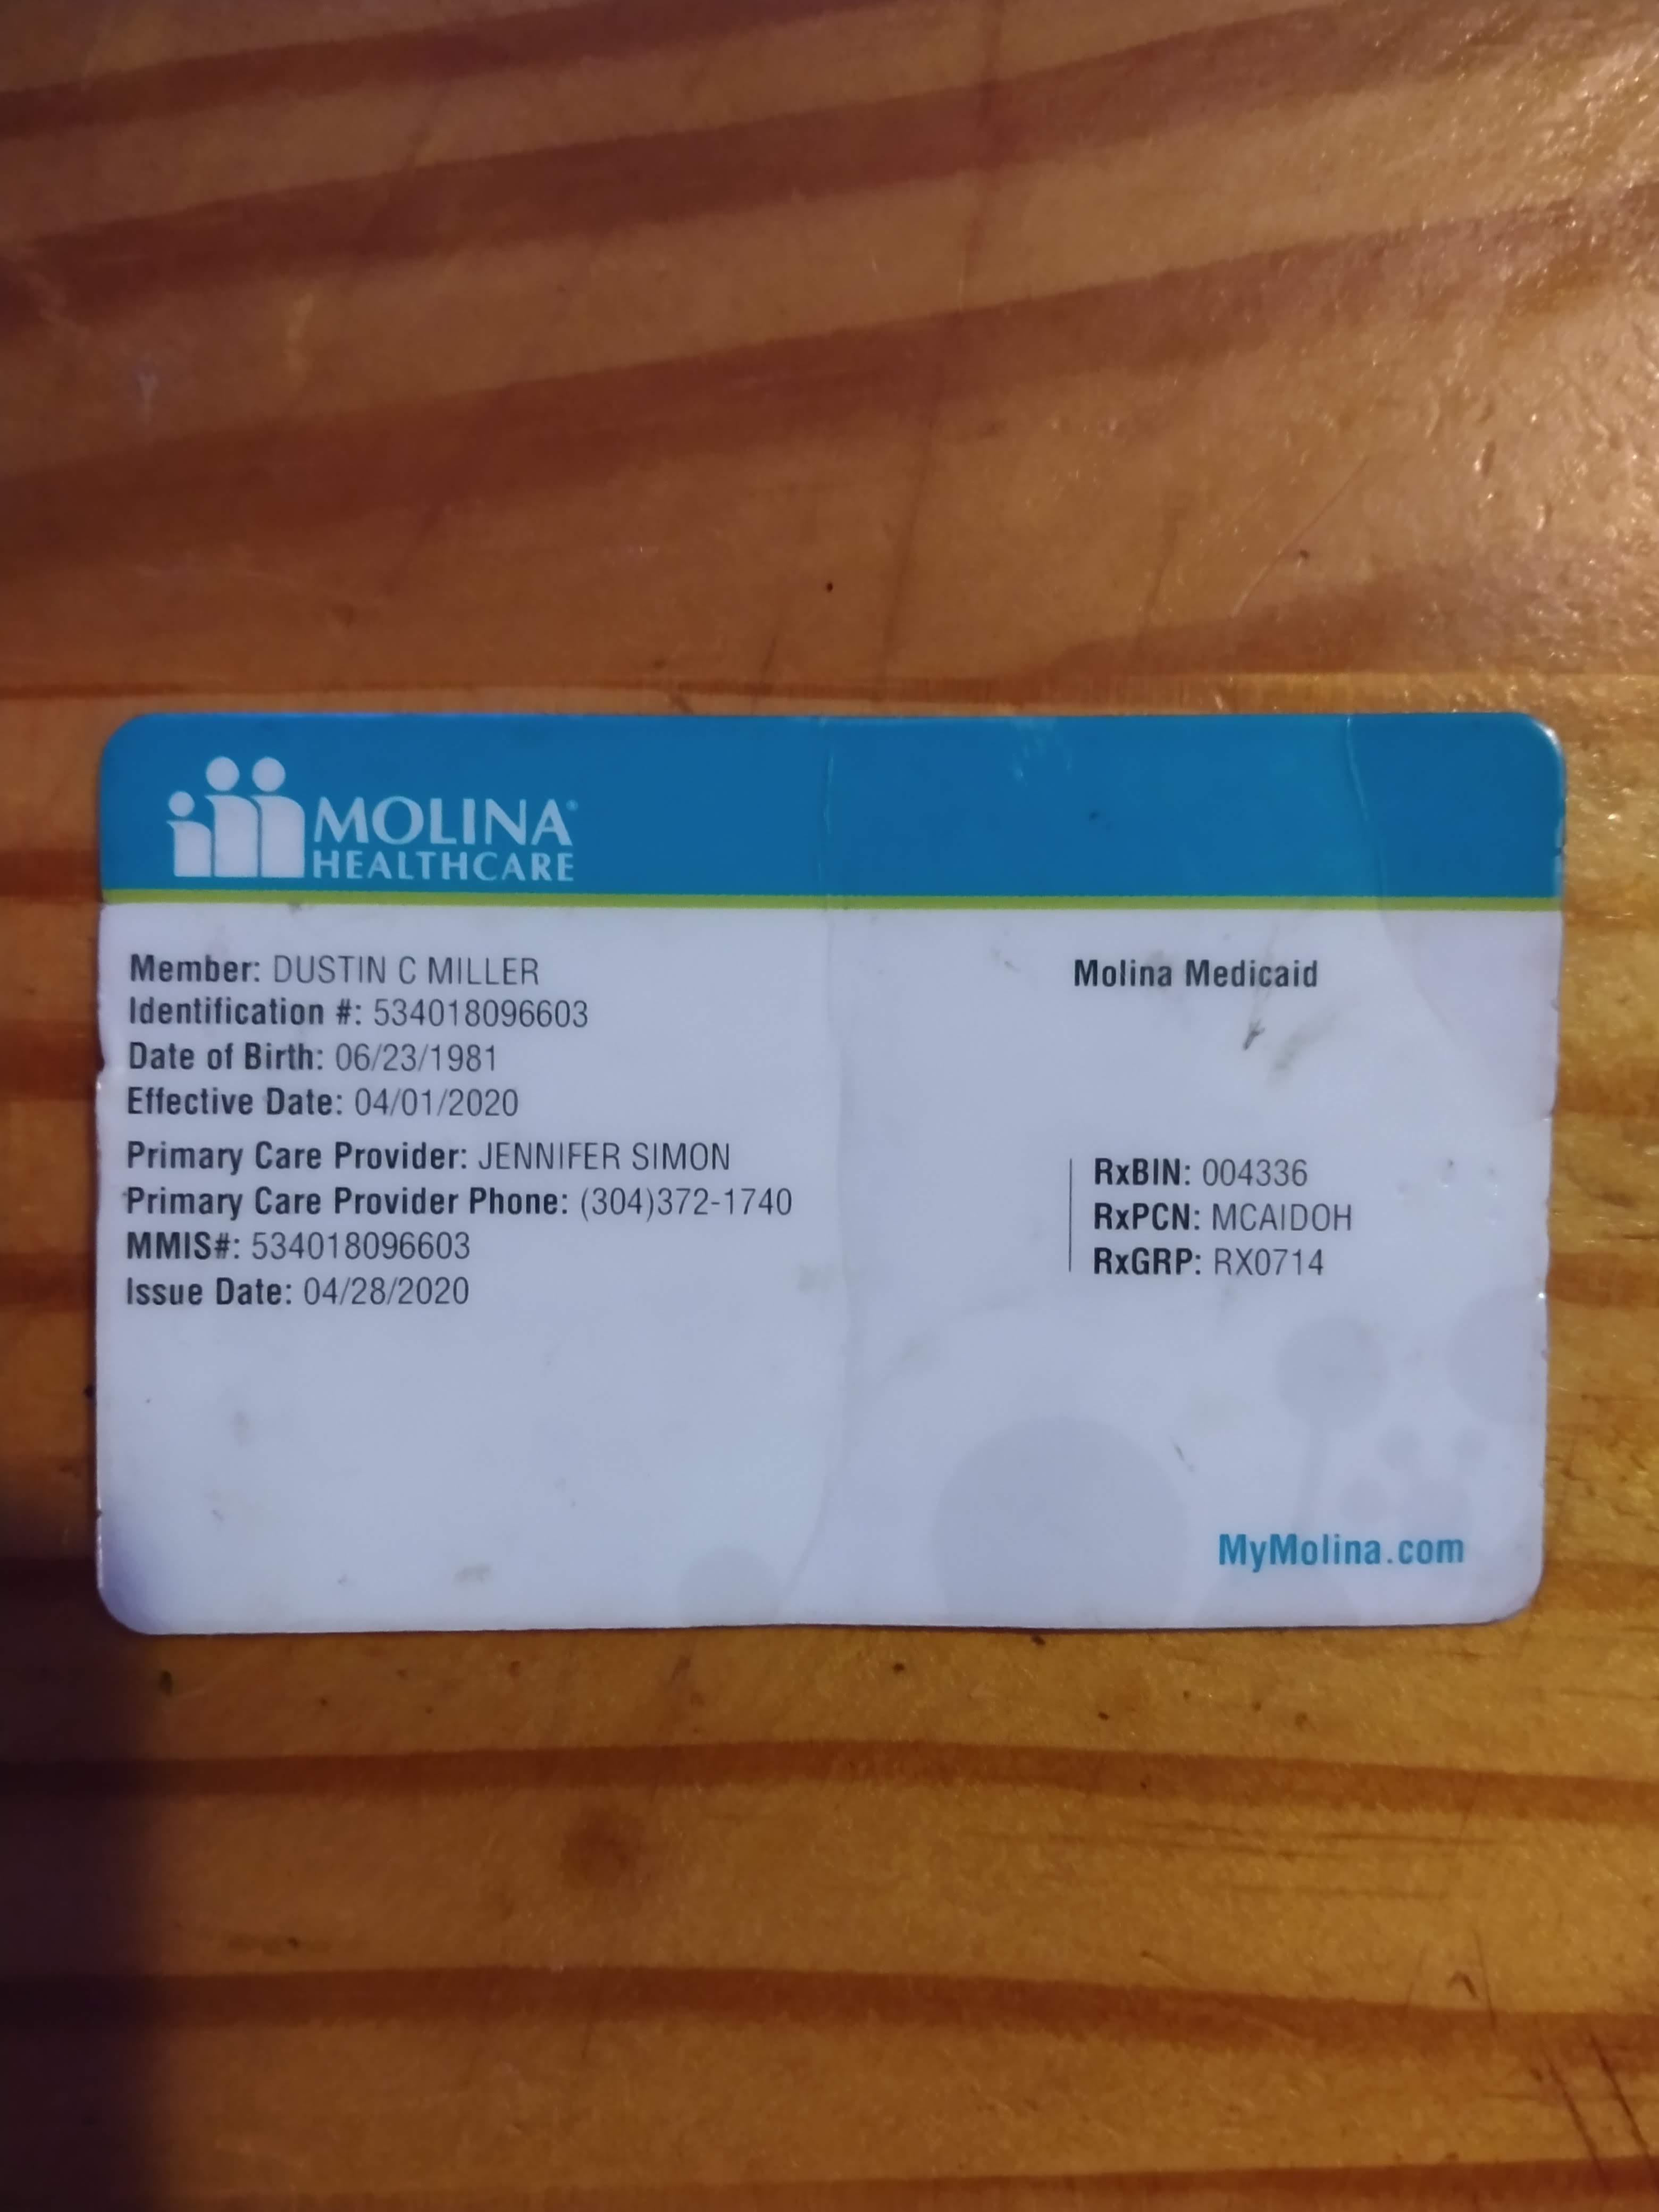 MOLINA®
HEALTHCARE
Member: DUSTIN C MILLER
Identification #: 534018096603
Date of Birth: 06/23/1981
Effective Date: 04/01/2020
Primary Care Provider: JENNIFER SIMON
Primary Care Provider Phone: (304)372-1740
MMIS#: 534018096603
Issue Date: 04/28/2020
Molina Medicaid
RxBIN: 004336
RxPCN: MCAIDOH
RxGRP: RX0714
MyMolina.com